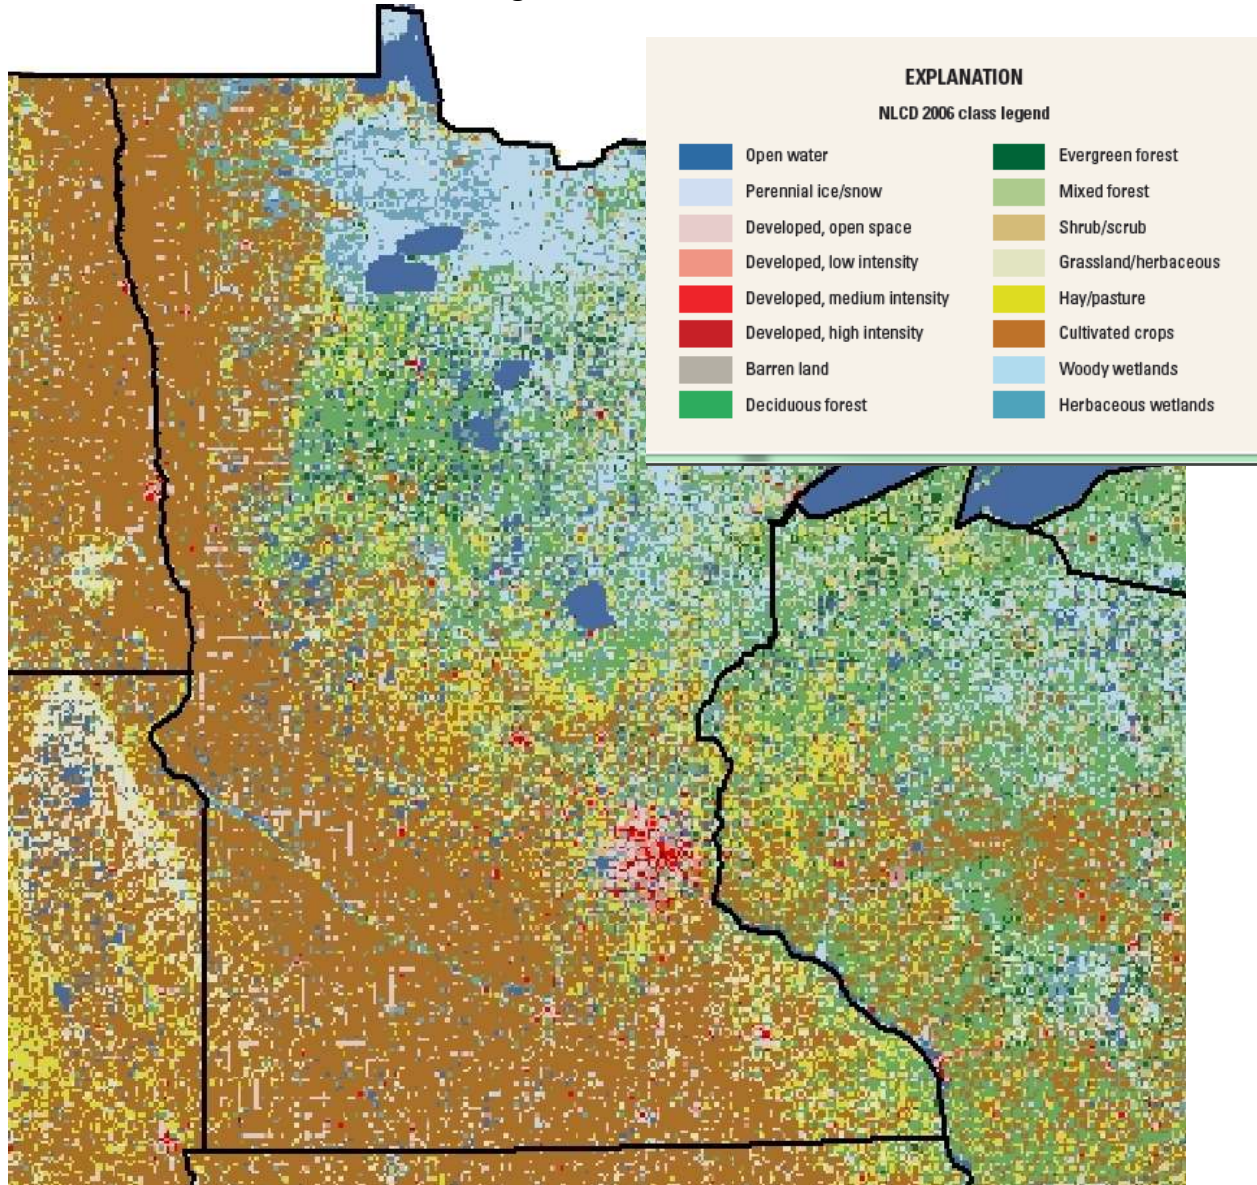 EXPLANATION
NLCD 2006 class legend
Open water
Perennial ice/snow
Developed, open space
Developed, low intensity
Developed, medium intensity
Developed, high intensity
Barren land
Deciduous forest
Evergreen forest
Mixed forest
Shrub/scrub
Grassland/herbaceous
Hay/pasture
Cultivated crops
Woody wetlands
Herbaceous wetlands